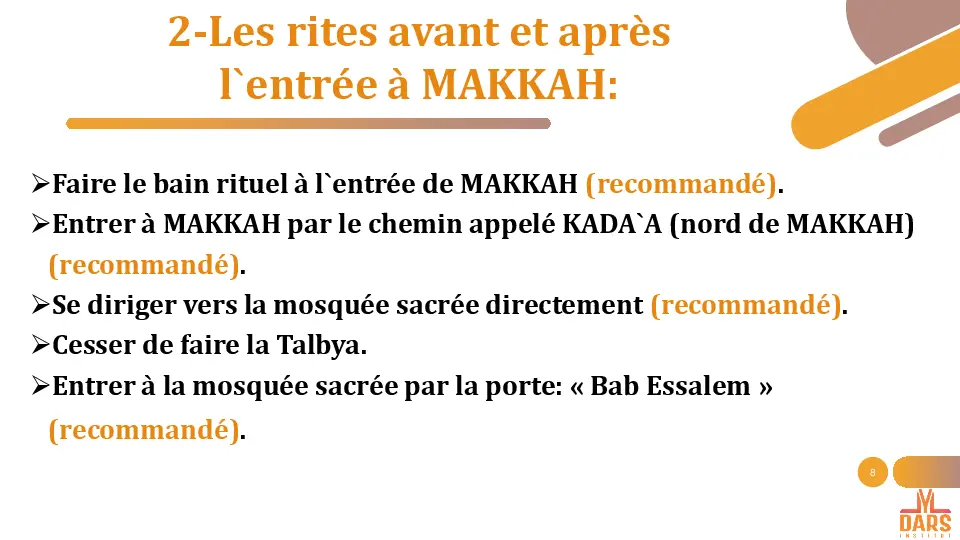 2-Les rites avant et après
l`entrée à MAKKAH:
➢Faire le bain rituel à l`entrée de MAKKAH (recommandé).
➢Entrer à MAKKAH par le chemin appelé KADA`A (nord de MAKKAH)
(recommandé).
➢Se diriger vers la mosquée sacrée directement (recommandé).
➢Cesser de faire la Talbya.
➢Entrer à la mosquée sacrée par la porte: « Bab Essalem »
(recommandé).
8
DARS
INSTITUT